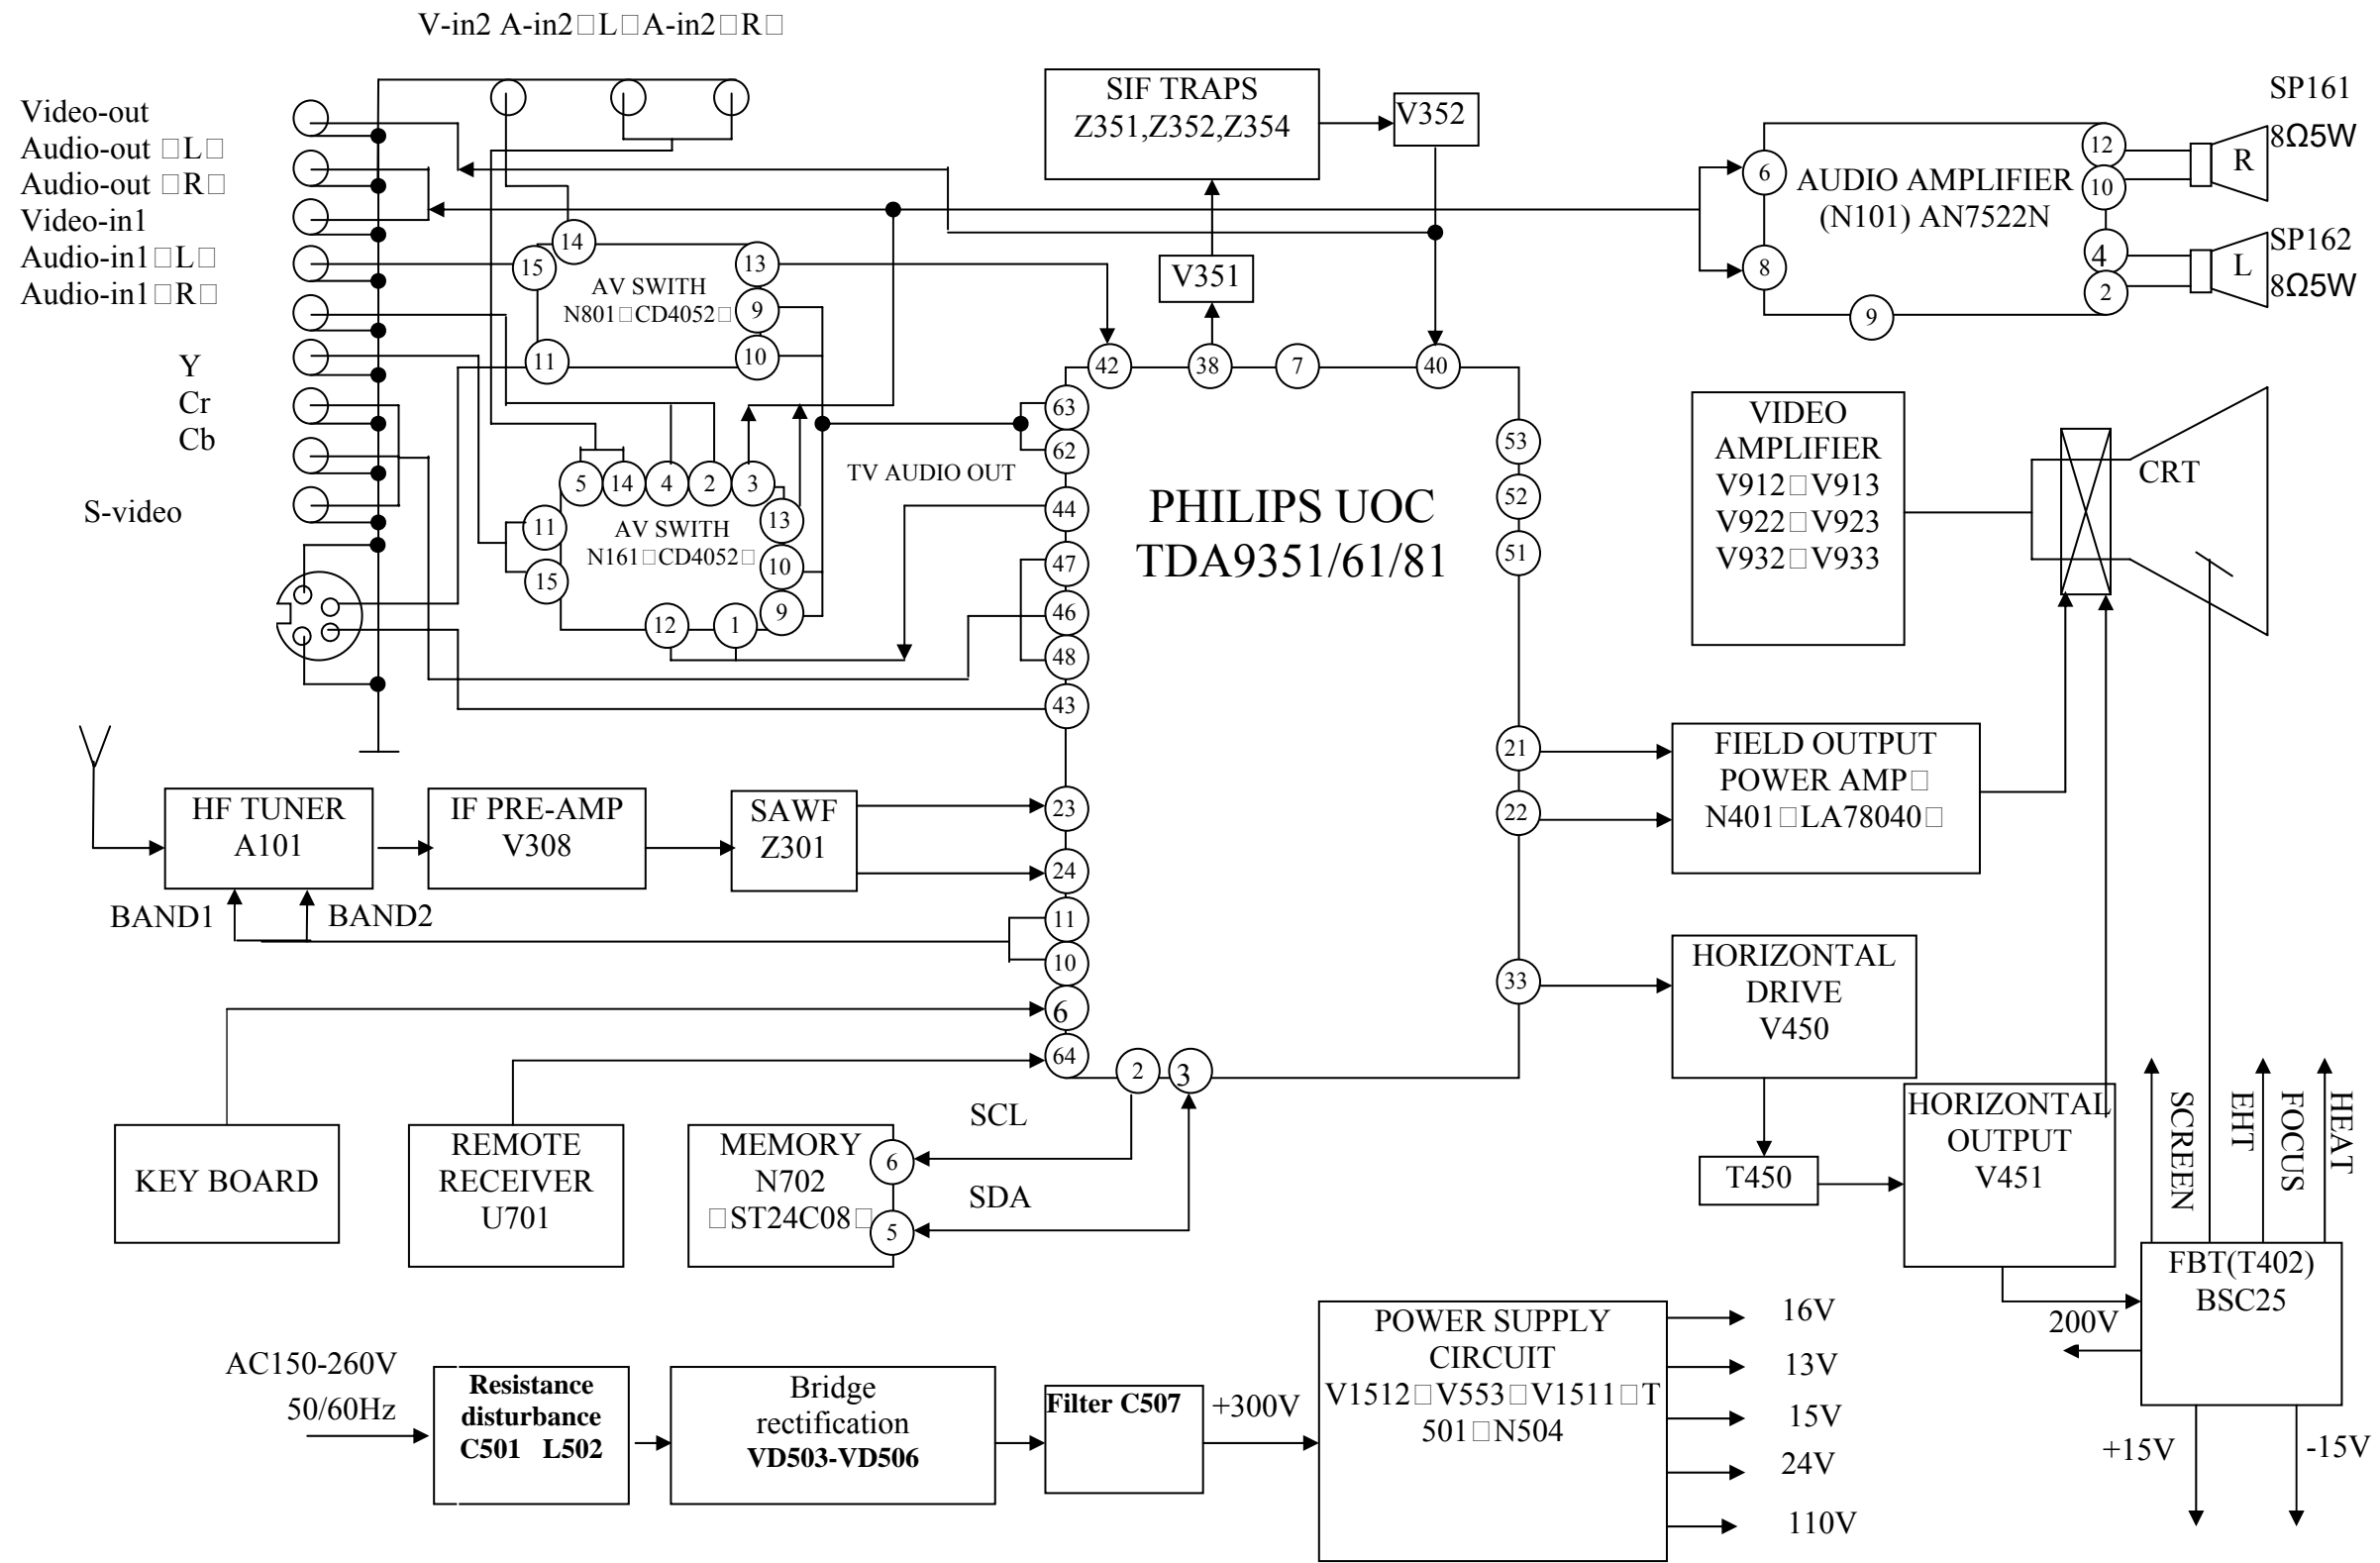 V-in2 A-in2□L□A-in2□R□
Video-out
Audio-out □L□
Audio-out □R□
Video-in1
Audio-in1□L□
Audio-in1□R□
Y
Cr
Cb
S-video
14
15
13
9
10
11
AV SWITH
N801□CD4052□
5
14
4
2
3
13
10
9
1
12
15
11
AV SWITH
N161□CD4052□
TV AUDIO OUT
SIF TRAPS
Z351,Z352,Z354
V352
V351
AUDIO AMPLIFIER
(N101) AN7522N
6
8
9
12
10
4
2
R
L
SP161
8Ω5W
SP162
8Ω5W
42
38
7
40
63
62
44
47
46
48
43
23
24
11
10
6
64
2
3
53
52
51
21
22
33
PHILIPS UOC
TDA9351/61/81
VIDEO
AMPLIFIER
V912□V913
V922□V923
V932□V933
CRT
FIELD OUTPUT
POWER AMP□
N401□LA78040□
HF TUNER
A101
IF PRE-AMP
V308
SAWF
Z301
BAND1
BAND2
HORIZONTAL
DRIVE
V450
T450
HORIZONTAL
OUTPUT
V451
SCREEN
EHT
FOCUS
HEAT
FBT(T402)
BSC25
200V
+15V
-15V
KEY BOARD
REMOTE
RECEIVER
U701
MEMORY
N702
□ST24C08□
6
5
SCL
SDA
AC150-260V
50/60Hz
Resistance
disturbance
C501 L502
Bridge
rectification
VD503-VD506
Filter C507
+300V
POWER SUPPLY
CIRCUIT
V1512□V553□V1511□T
501□N504
16V
13V
15V
24V
110V